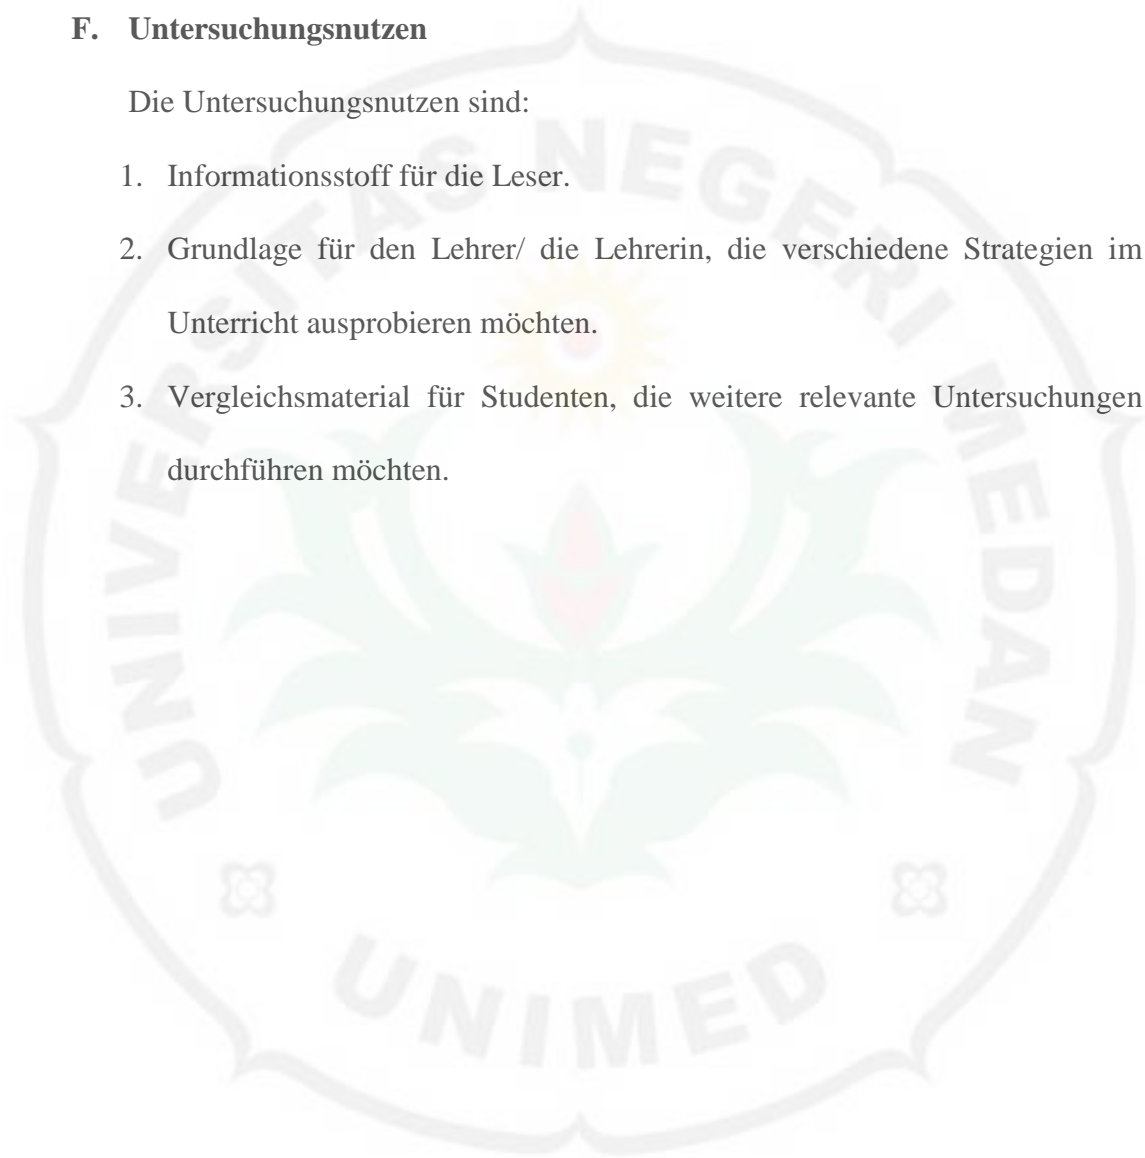 F. Untersuchungsnutzen
Die Untersuchungsnutzen sind:
1. Informationsstoff für die Leser.
2. Grundlage für den Lehrer/ die Lehrerin, die verschiedene Strategien im
Unterricht ausprobieren möchten.
3. Vergleichsmaterial für Studenten, die weitere relevante Untersuchungen
durchführen möchten.
UNIVERSITAS NEGERI MEDAN
UNIMED